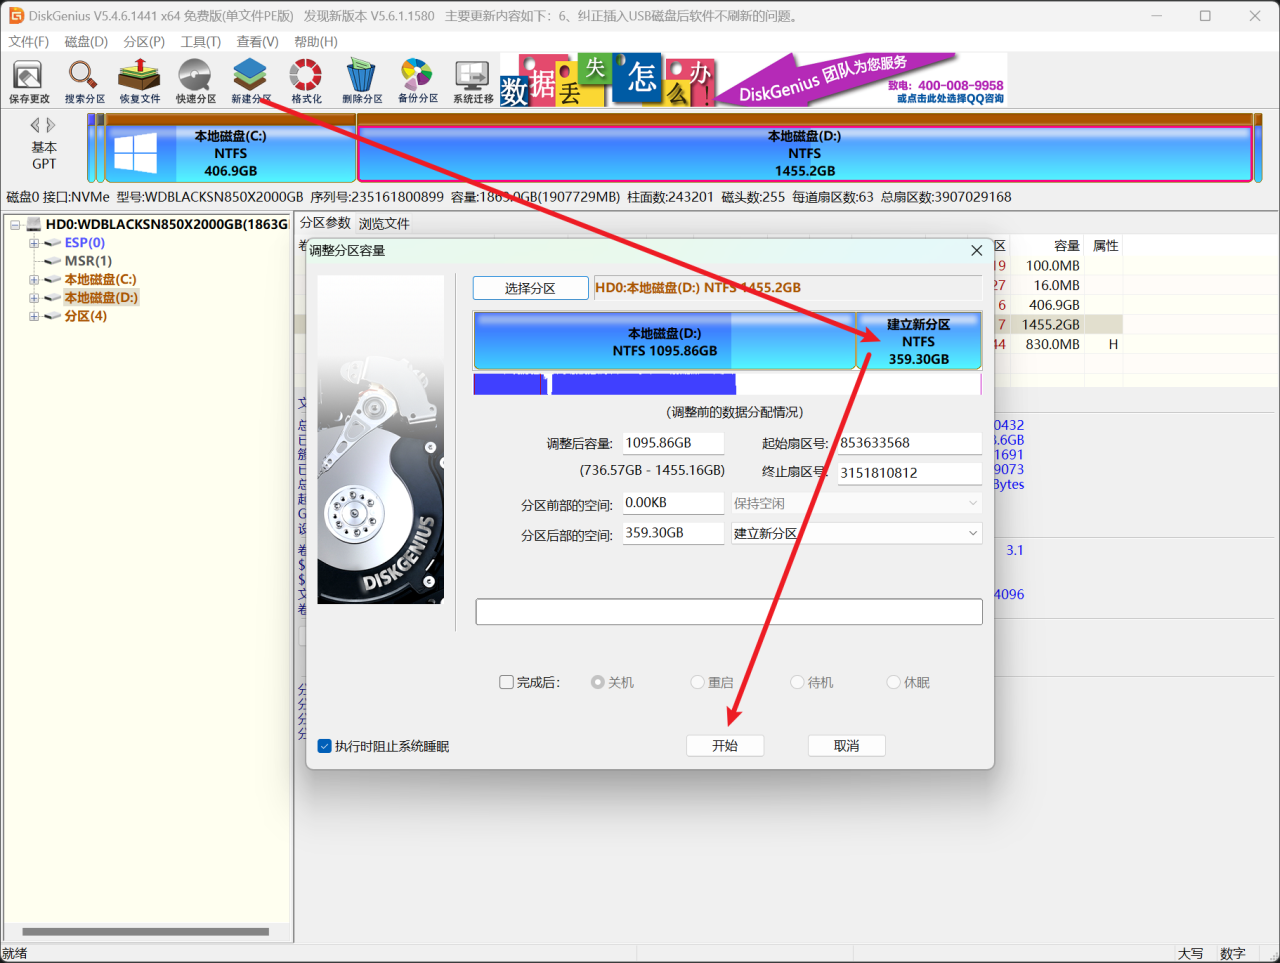 DiskGenius V5.4.6.1441 x64 免费版(单文件PE版)   发现新版本 V5.6.1.1580   主要更新内容如下：6、纠正插入USB磁盘后软件不刷新的问题。
文件(F) 磁盘(D) 分区(P) 工具(T) 查看(V) 帮助(H)
保存更改 搜索分区 恢复文件 快速分区 新建分区 格式化 删除分区 备份分区 系统迁移
数据丢失怎么办！
DiskGenius 团队为您服务
致电：400-008-9958
或点击此处选择QQ咨询
基本
GPT
本地磁盘(C:)
NTFS
406.9GB
本地磁盘(D:)
NTFS
1455.2GB
磁盘0 接口:NVMe 型号:WDBLACKSN850X2000GB 序列号:235161800899 容量:1863.0GB(1907729MB) 柱面数:243201 磁头数:255 每道扇区数:63 总扇区数:3907029168
HD0:WDBLACKSN850X2000GB(1863G
ESP(0)
MSR(1)
本地磁盘(C:)
本地磁盘(D:)
分区(4)
分区参数 浏览文件
区 容量 属性
19 100.0MB
27 16.0MB
6 406.9GB
7 1455.2GB
44 830.0MB H
调整分区容量
选择分区 HD0:本地磁盘(D:) NTFS 1455.2GB
本地磁盘(D:)
NTFS 1095.86GB
建立新分区
NTFS
359.30GB
(调整前的数据分配情况)
调整后容量: 1095.86GB 起始扇区号: 853633568
(736.57GB - 1455.16GB) 终止扇区号: 3151810812
分区前部的空间: 0.00KB 保持空闲
分区后部的空间: 359.30GB 建立新分区
DISKGENIUS
完成后: 关机 重启 待机 休眠
执行时阻止系统睡眠 开始 取消
0432
.6GB
1691
9073
Bytes
3.1
4096
就绪 大写 数字